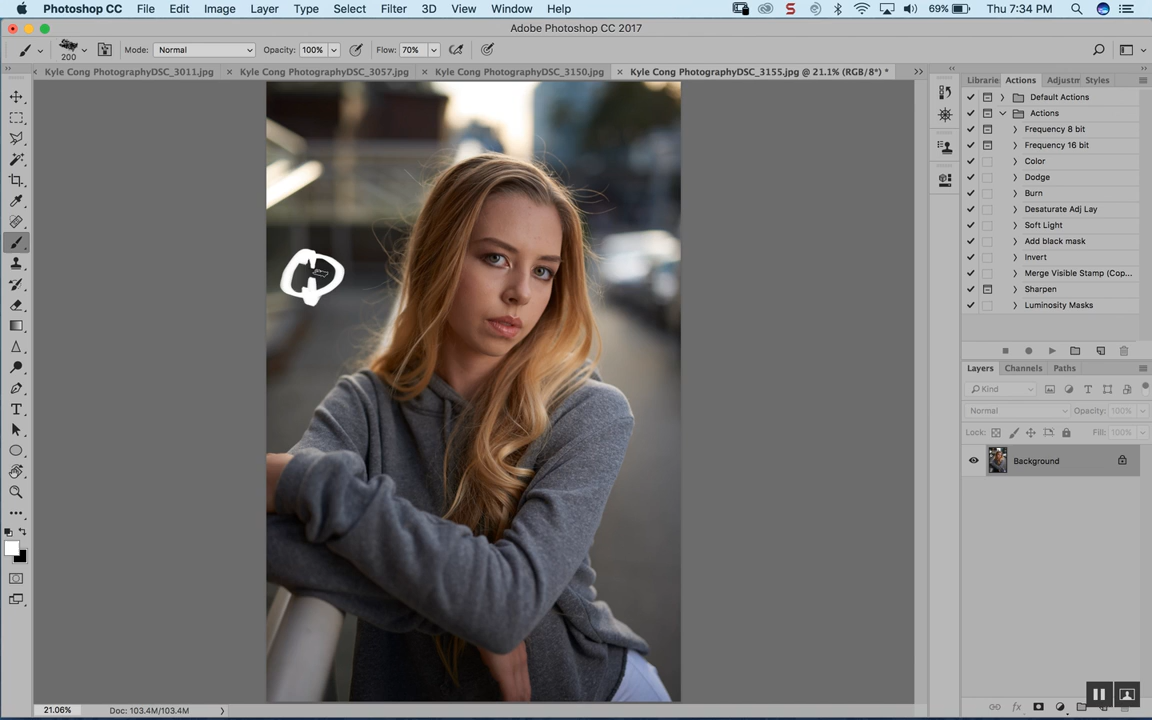 Photoshop CC File Edit Image Layer Type Select Filter 3D View Window Help 69% Thu 7:34 PM
Adobe Photoshop CC 2017
200 Mode: Normal Opacity: 100% Flow: 70%
Kyle Cong PhotographyDSC_3011.jpg Kyle Cong PhotographyDSC_3057.jpg Kyle Cong PhotographyDSC_3150.jpg Kyle Cong PhotographyDSC_3155.jpg @ 21.1% (RGB/8*) *
Librarie Actions Adjustm Styles
Default Actions
Actions
Frequency 8 bit
Frequency 16 bit
Color
Dodge
Burn
Desaturate Adj Lay
Soft Light
Add black mask
Invert
Merge Visible Stamp (Cop...
Sharpen
Luminosity Masks
Layers Channels Paths
Kind
Normal Opacity: 100%
Lock: Fill: 100%
Background
21.06% Doc: 103.4M/103.4M